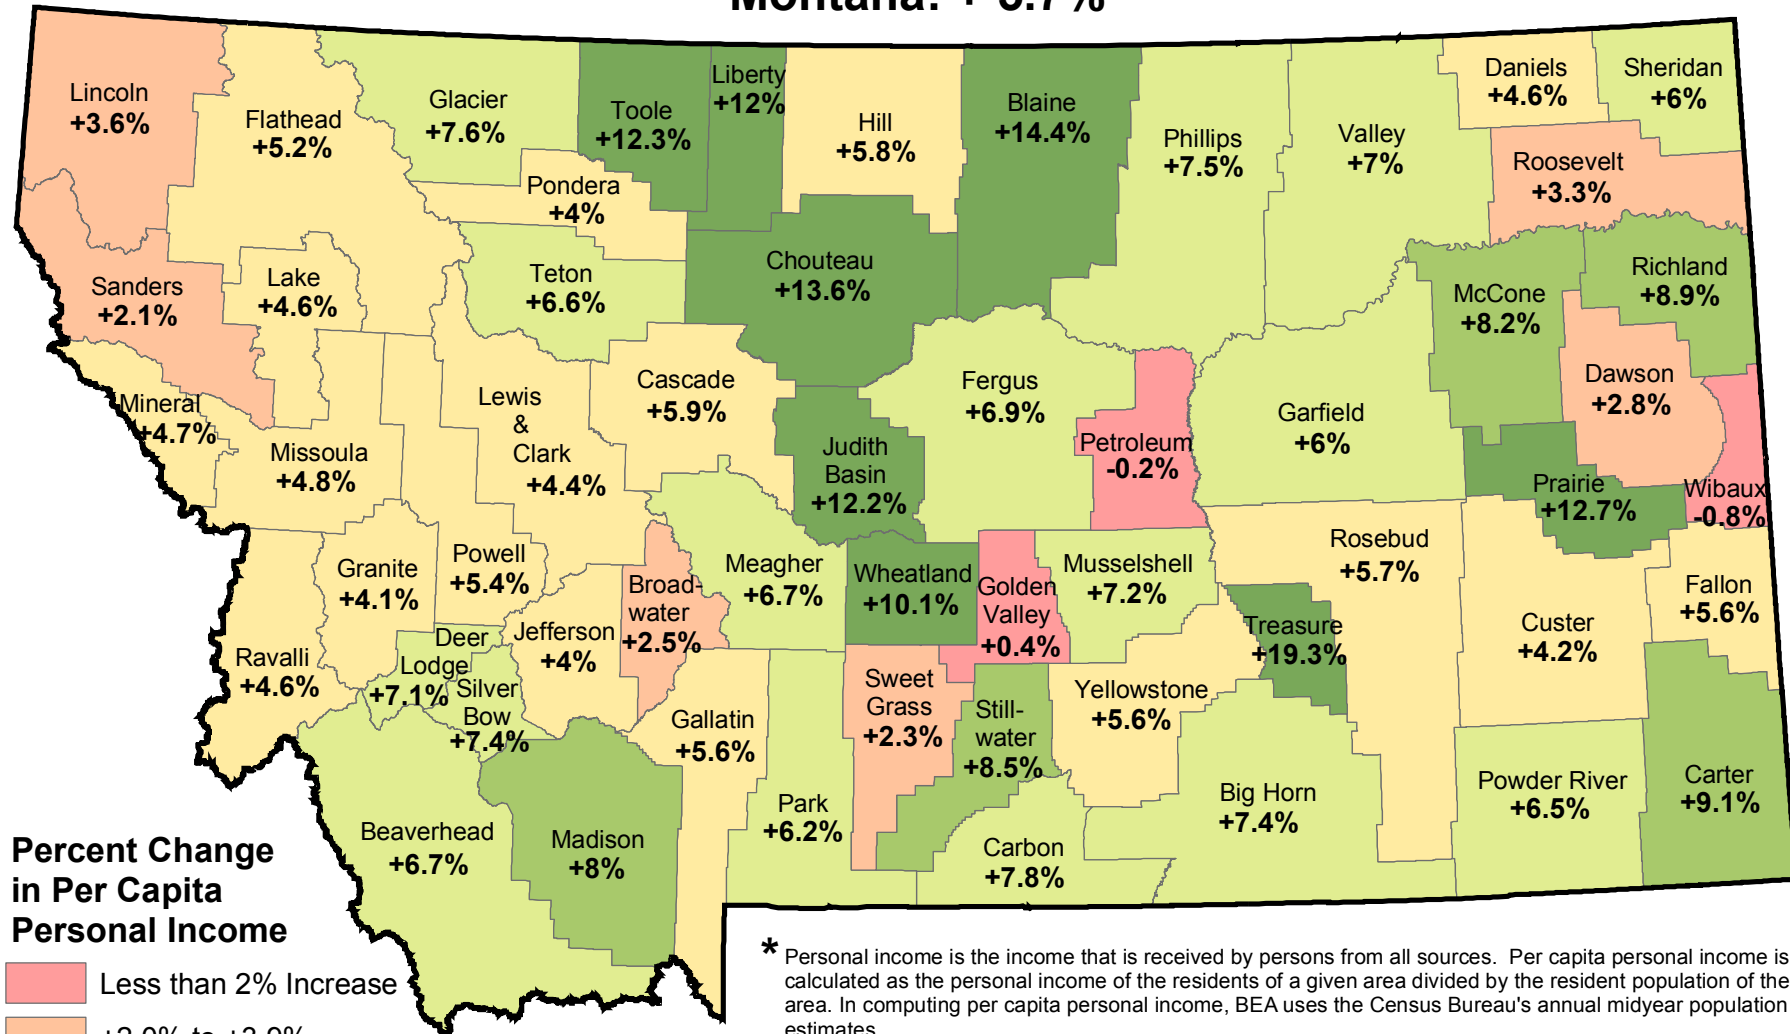 Montana: + 5.7%
Lincoln
+3.6%
Flathead
+5.2%
Glacier
+7.6%
Toole
+12.3%
Liberty
+12%
Hill
+5.8%
Blaine
+14.4%
Phillips
+7.5%
Valley
+7%
Daniels
+4.6%
Sheridan
+6%
Roosevelt
+3.3%
Pondera
+4%
Teton
+6.6%
Chouteau
+13.6%
Sanders
+2.1%
Lake
+4.6%
McCone
+8.2%
Richland
+8.9%
Dawson
+2.8%
Mineral
+4.7%
Missoula
+4.8%
Lewis
&
Clark
+4.4%
Cascade
+5.9%
Judith
Basin
+12.2%
Fergus
+6.9%
Petroleum
-0.2%
Garfield
+6%
Prairie
+12.7%
Wibaux
-0.8%
Granite
+4.1%
Powell
+5.4%
Broad-
water
+2.5%
Meagher
+6.7%
Wheatland
+10.1%
Golden
Valley
+0.4%
Musselshell
+7.2%
Rosebud
+5.7%
Treasure
+19.3%
Custer
+4.2%
Fallon
+5.6%
Ravalli
+4.6%
Deer
Lodge
+7.1%
Silver
Bow
+7.4%
Jefferson
+4%
Gallatin
+5.6%
Sweet
Grass
+2.3%
Still-
water
+8.5%
Yellowstone
+5.6%
Beaverhead
+6.7%
Madison
+8%
Park
+6.2%
Carbon
+7.8%
Big Horn
+7.4%
Powder River
+6.5%
Carter
+9.1%
Percent Change
in Per Capita
Personal Income
Less than 2% Increase
+2.0% to +3.9%
* Personal income is the income that is received by persons from all sources.  Per capita personal income is
calculated as the personal income of the residents of a given area divided by the resident population of the
area. In computing per capita personal income, BEA uses the Census Bureau's annual midyear population
estimates.